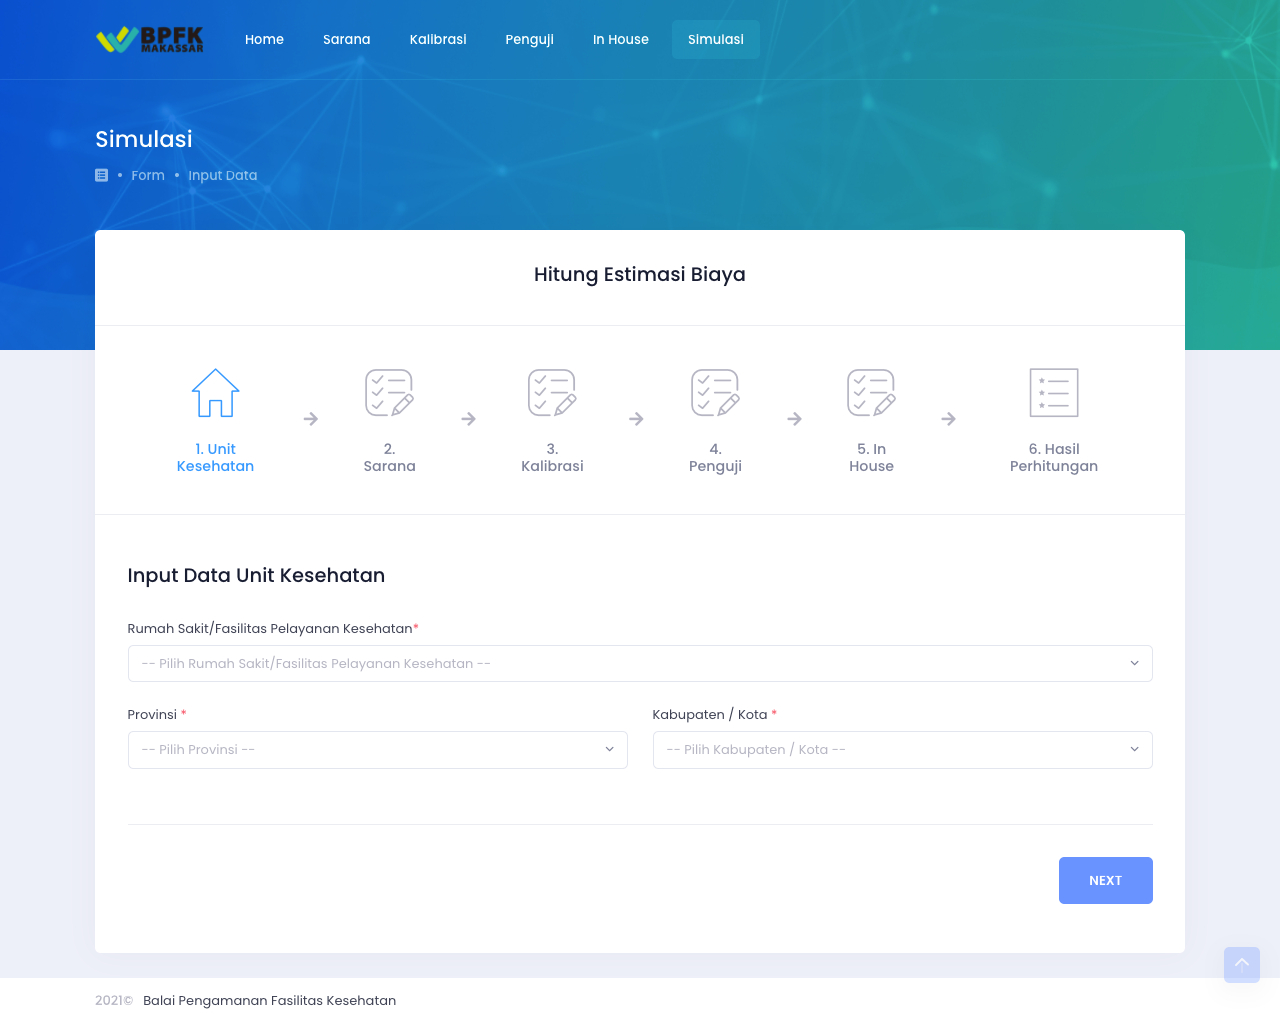 BPFK
MAKASSAR
Home
Sarana
Kalibrasi
Penguji
In House
Simulasi
Simulasi
• Form • Input Data
Hitung Estimasi Biaya
1. Unit
Kesehatan
2.
Sarana
3.
Kalibrasi
4.
Penguji
5. In
House
6. Hasil
Perhitungan
Input Data Unit Kesehatan
Rumah Sakit/Fasilitas Pelayanan Kesehatan*
-- Pilih Rumah Sakit/Fasilitas Pelayanan Kesehatan --
Provinsi *
-- Pilih Provinsi --
Kabupaten / Kota *
-- Pilih Kabupaten / Kota --
NEXT
2021© Balai Pengamanan Fasilitas Kesehatan